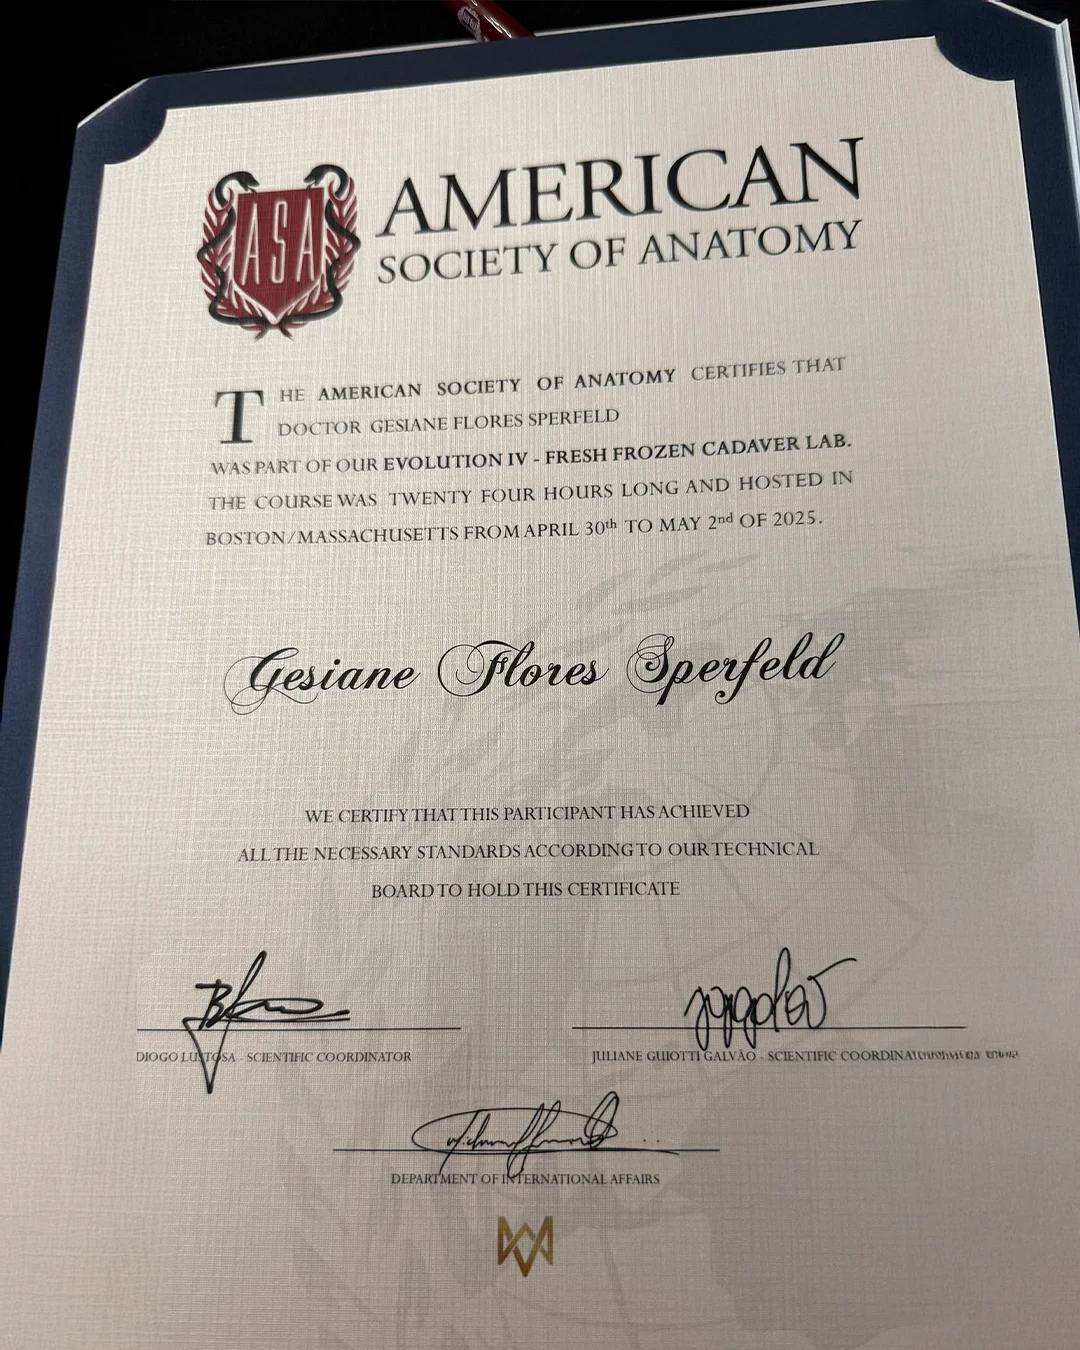 ASA
AMERICAN
SOCIETY OF ANATOMY
THE AMERICAN SOCIETY OF ANATOMY CERTIFIES THAT
DOCTOR GESIANE FLORES SPERFELD
WAS PART OF OUR EVOLUTION IV - FRESH FROZEN CADAVER LAB.
THE COURSE WAS TWENTY FOUR HOURS LONG AND HOSTED IN
BOSTON/MASSACHUSETTS FROM APRIL 30th TO MAY 2nd OF 2025.
Gesiane Flores Sperfeld
WE CERTIFY THAT THIS PARTICIPANT HAS ACHIEVED
ALL THE NECESSARY STANDARDS ACCORDING TO OUR TECHNICAL
BOARD TO HOLD THIS CERTIFICATE
DIOGO LUSTOSA - SCIENTIFIC COORDINATOR
JULIANE GUIOTTI GALVÃO - SCIENTIFIC
DEPARTMENT OF INTERNATIONAL AFFAIRS